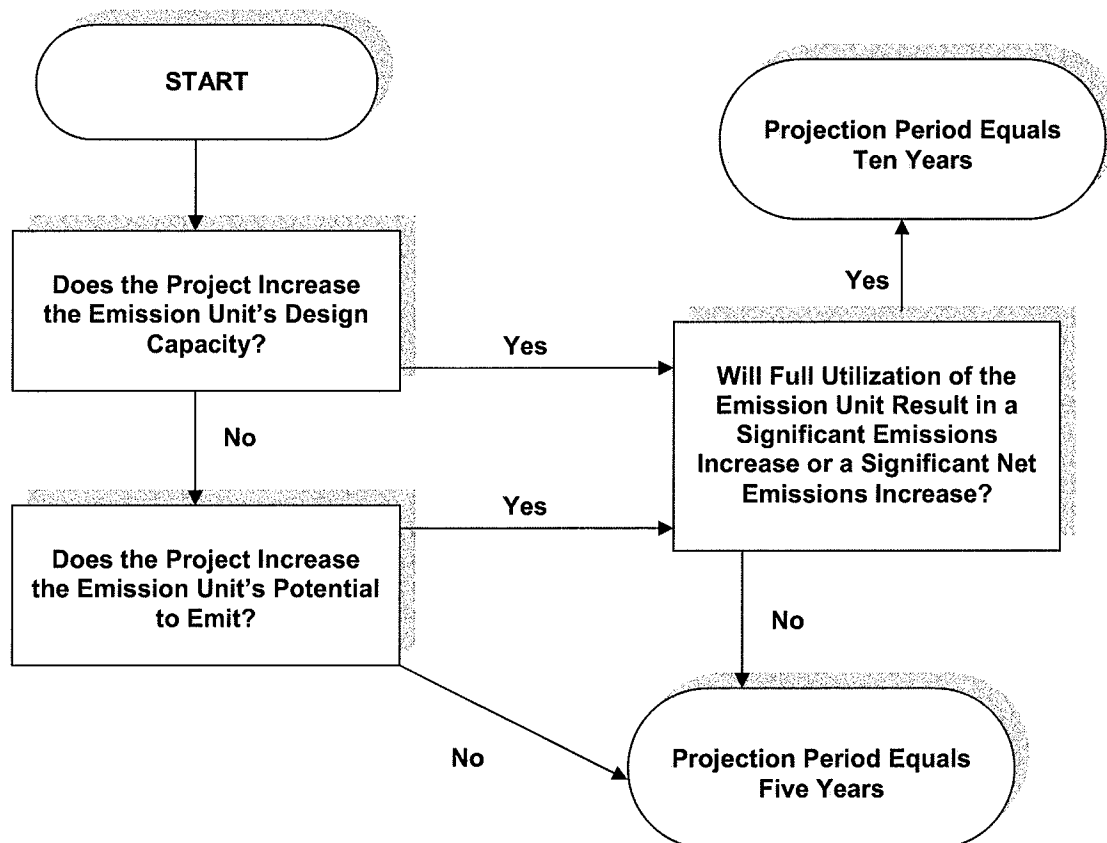 START
Projection Period Equals
Ten Years
Does the Project Increase
the Emission Unit's Design
Capacity?
Yes
Yes
Will Full Utilization of the
Emission Unit Result in a
Significant Emissions
Increase or a Significant Net
Emissions Increase?
No
Yes
Does the Project Increase
the Emission Unit's Potential
to Emit?
No
No
Projection Period Equals
Five Years